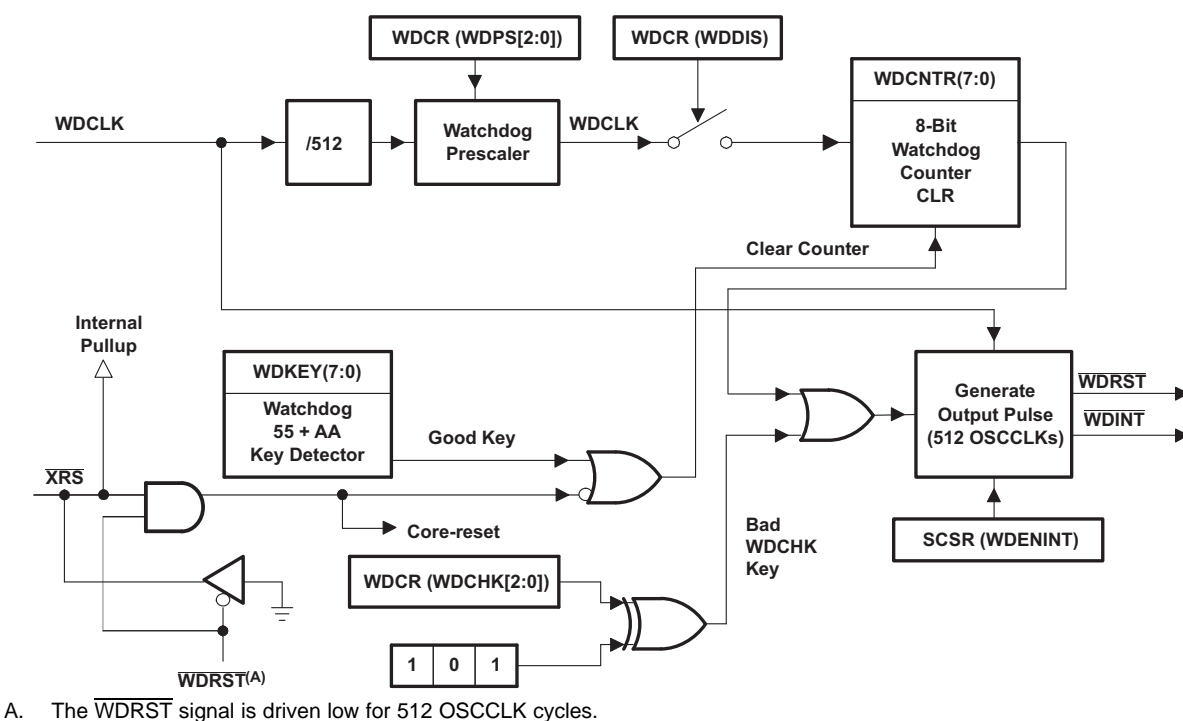 WDCR (WDPS[2:0])
WDCR (WDDIS)
WDCNTR(7:0)
WDCLK
/512
Watchdog
Prescaler
WDCLK
8-Bit
Watchdog
Counter
CLR
Clear Counter
Internal
Pullup
WDKEY(7:0)
Watchdog
55 + AA
Key Detector
Good Key
Generate
Output Pulse
(512 OSCCLKs)
WDRST
WDINT
XRS
Core-reset
Bad
WDCHK
Key
SCSR (WDENINT)
WDCR (WDCHK[2:0])
1 0 1
WDRST(A)
A. The WDRST signal is driven low for 512 OSCCLK cycles.